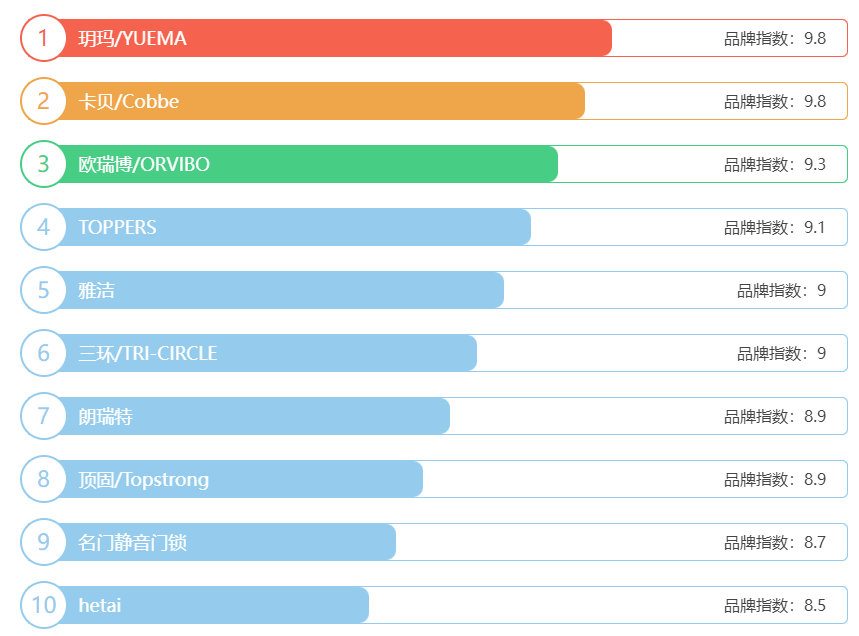 1 玥玛/YUEMA 品牌指数：9.8
2 卡贝/Cobbe 品牌指数：9.8
3 欧瑞博/ORVIBO 品牌指数：9.3
4 TOPPERS 品牌指数：9.1
5 雅洁 品牌指数：9
6 三环/TRI-CIRCLE 品牌指数：9
7 朗瑞特 品牌指数：8.9
8 顶固/Topstrong 品牌指数：8.9
9 名门静音门锁 品牌指数：8.7
10 hetai 品牌指数：8.5